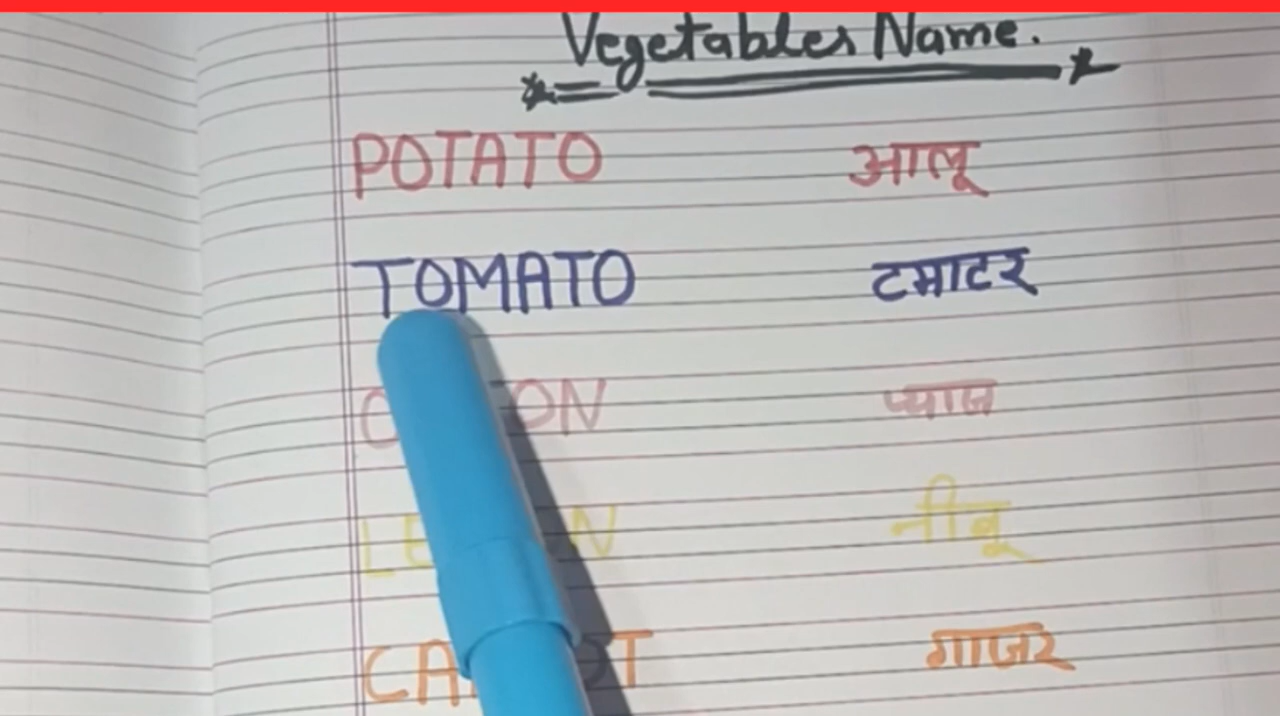 Vegetables Name.
POTATO आलू
TOMATO टमाटर
प्याज
नीबू
गाजर